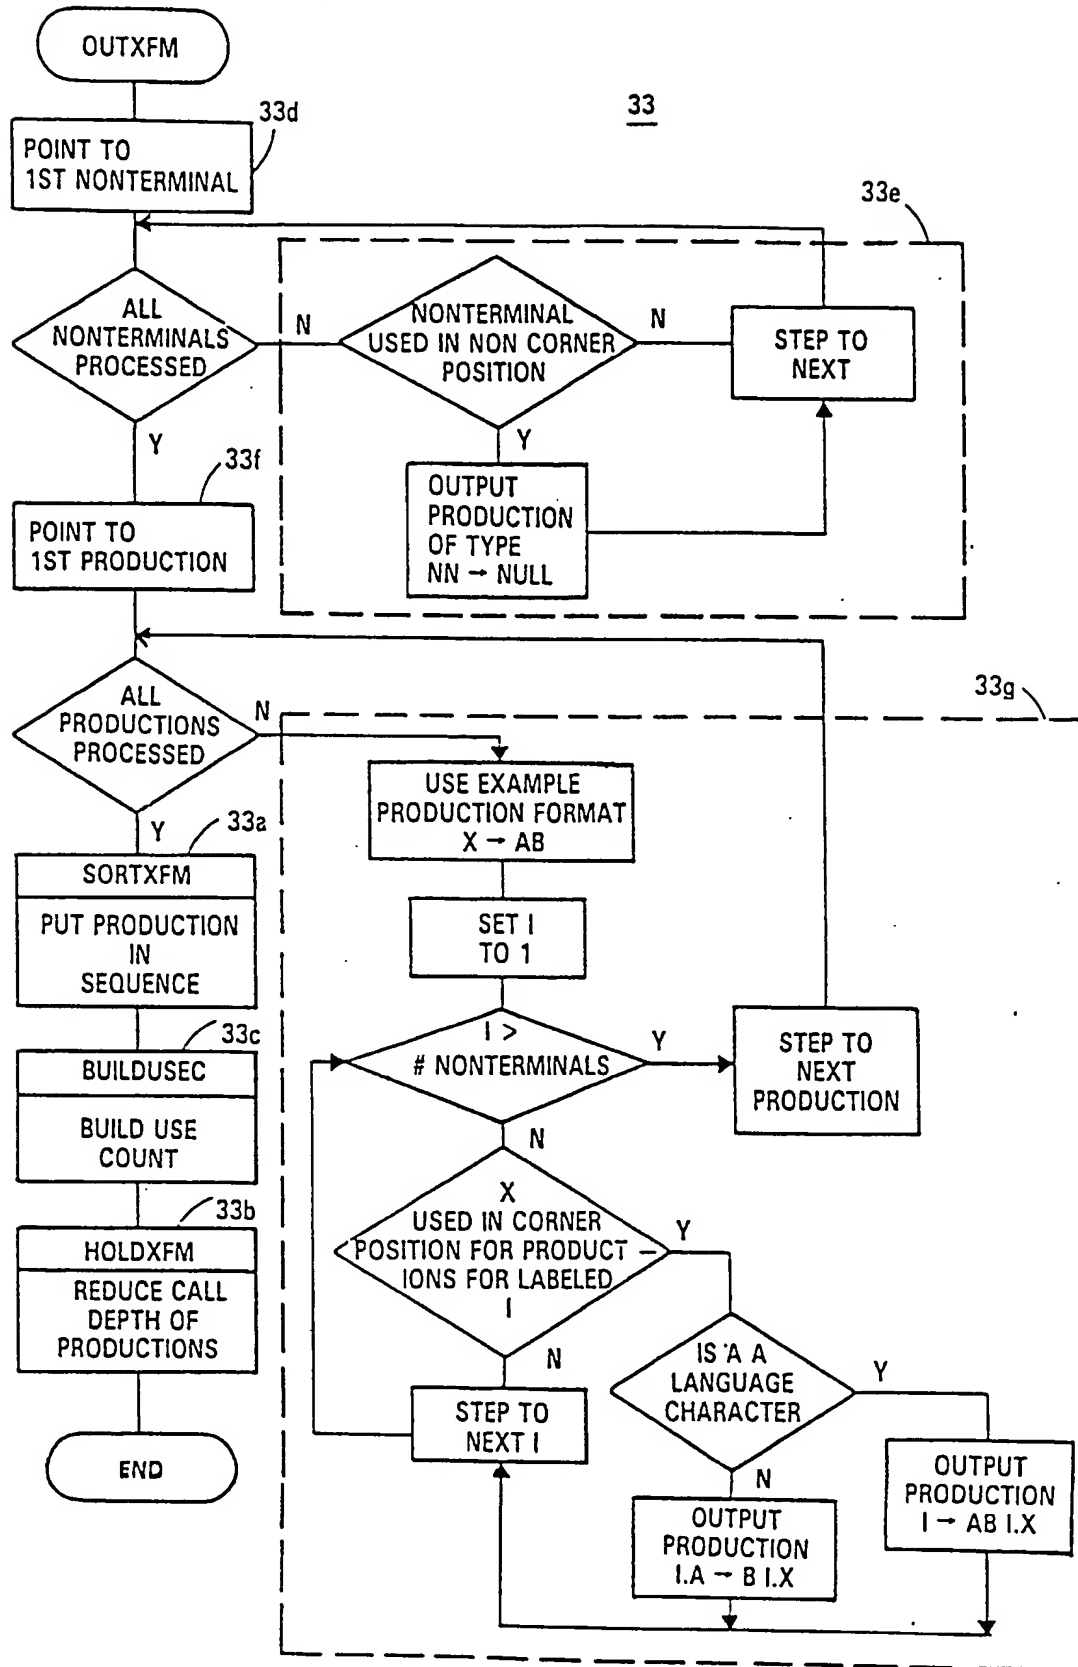 OUTXFM
33d
33
POINT TO
1ST NONTERMINAL
33e
ALL
NONTERMINALS
PROCESSED
N
NONTERMINAL
USED IN NON CORNER
POSITION
N
STEP TO
NEXT
Y
Y
33f
OUTPUT
PRODUCTION
OF TYPE
NN → NULL
POINT TO
1ST PRODUCTION
33g
ALL
PRODUCTIONS
PROCESSED
N
USE EXAMPLE
PRODUCTION FORMAT
X → AB
Y
33a
SORTXFM
PUT PRODUCTION
IN
SEQUENCE
SET I
TO 1
I >
# NONTERMINALS
Y
STEP TO
NEXT
PRODUCTION
33c
BUILDUSEC
BUILD USE
COUNT
N
X
USED IN CORNER
POSITION FOR PRODUCT –
IONS FOR LABELED
I
Y
33b
HOLDXFM
REDUCE CALL
DEPTH OF
PRODUCTIONS
N
IS 'A A
LANGUAGE
CHARACTER
Y
STEP TO
NEXT I
END
N
OUTPUT
PRODUCTION
I.A → B I.X
OUTPUT
PRODUCTION
I → AB I.X